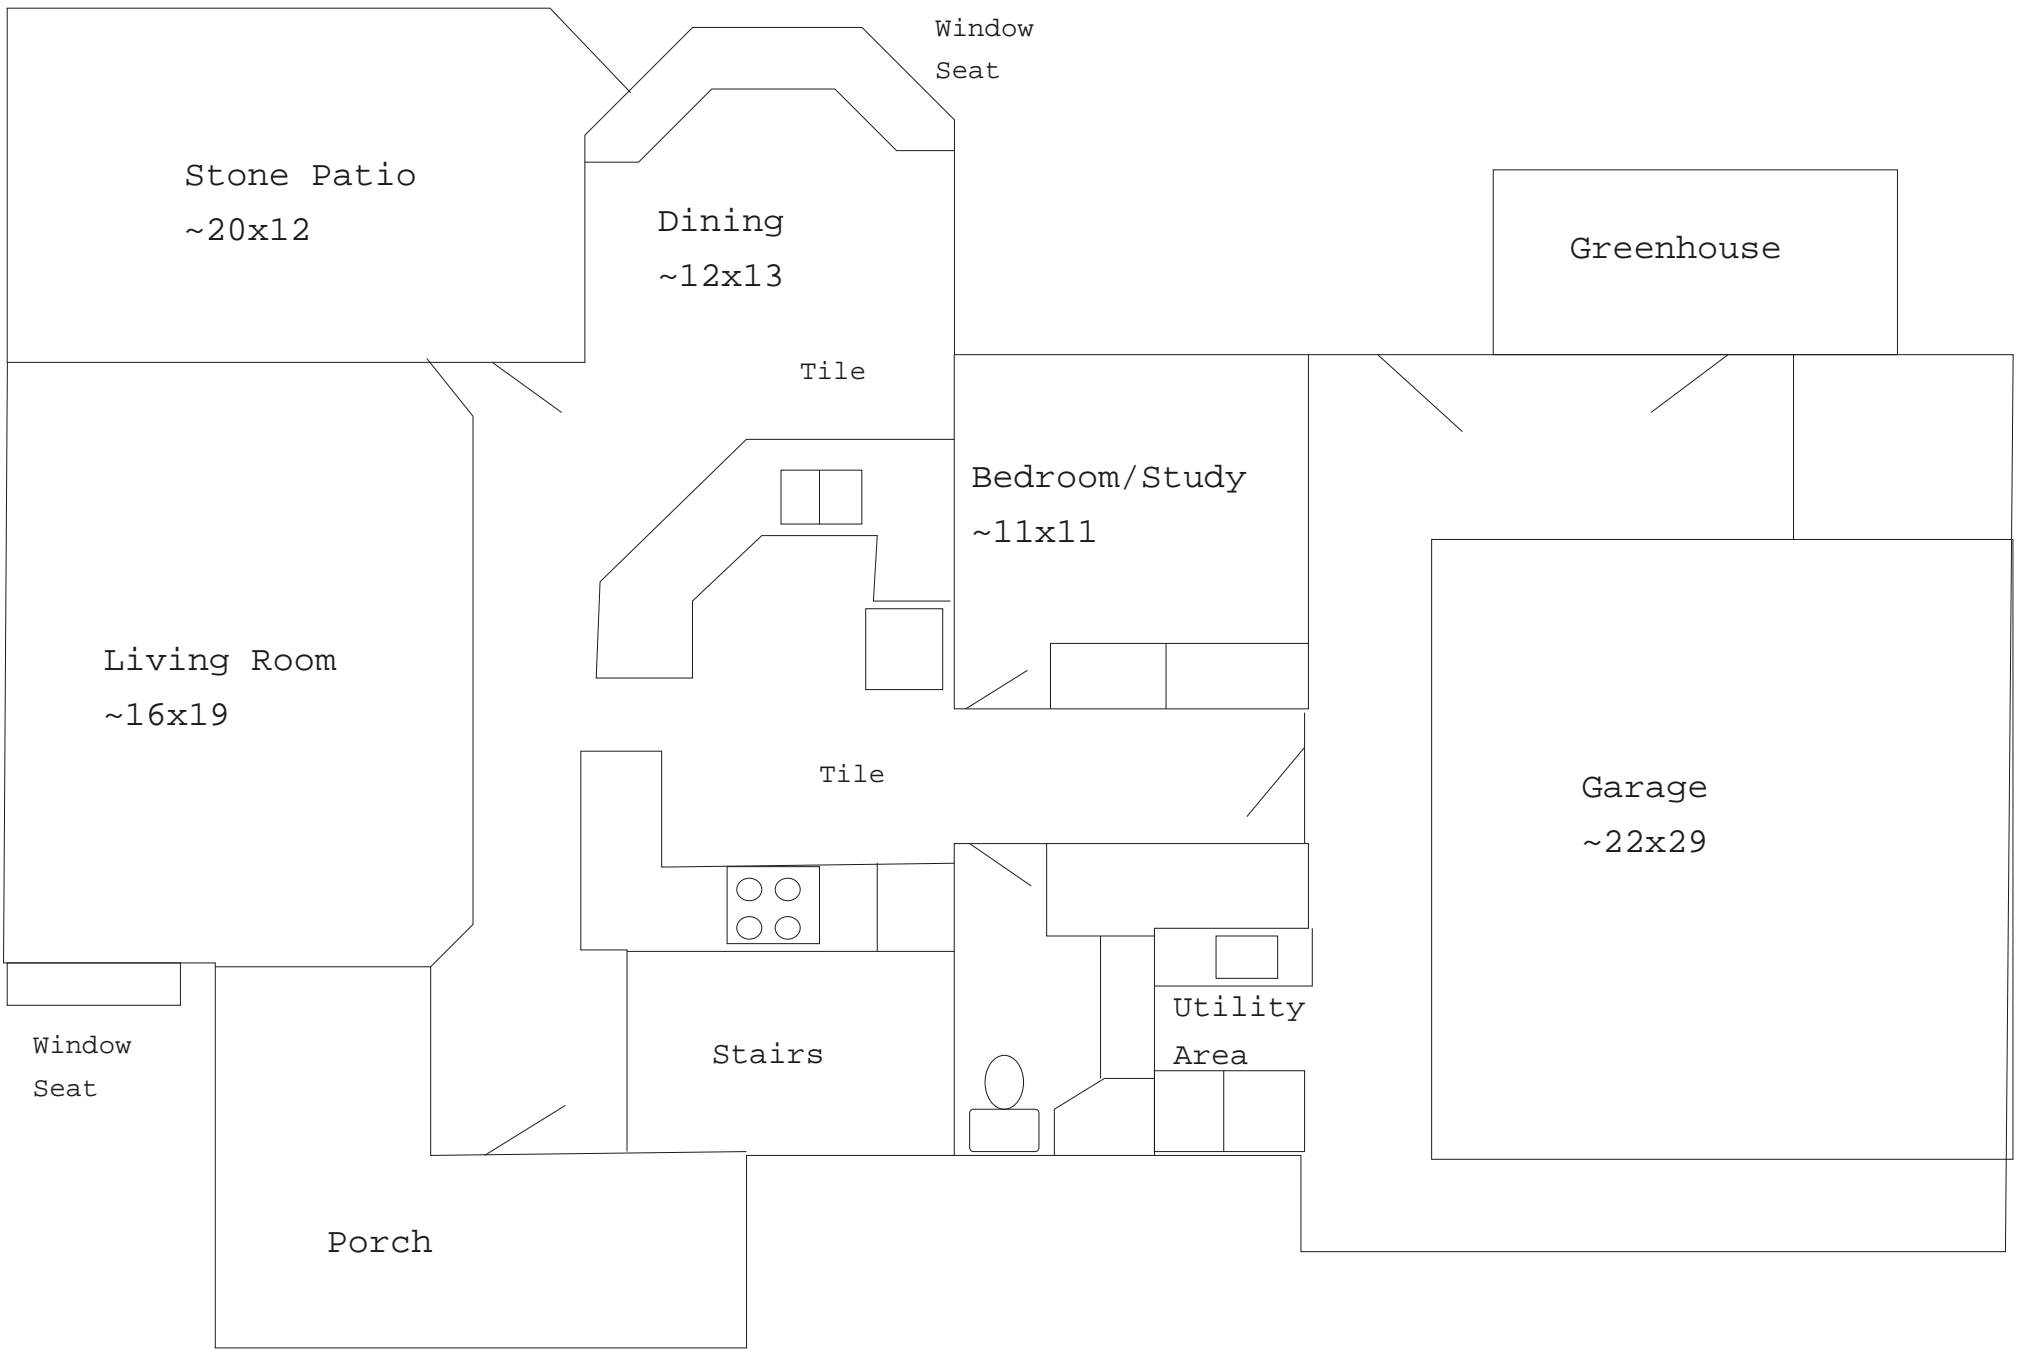 Window
Seat
Stone Patio
~20x12
Dining
~12x13
Greenhouse
Tile
Bedroom/Study
~11x11
Living Room
~16x19
Tile
Garage
~22x29
Utility
Area
Window
Seat
Stairs
Porch